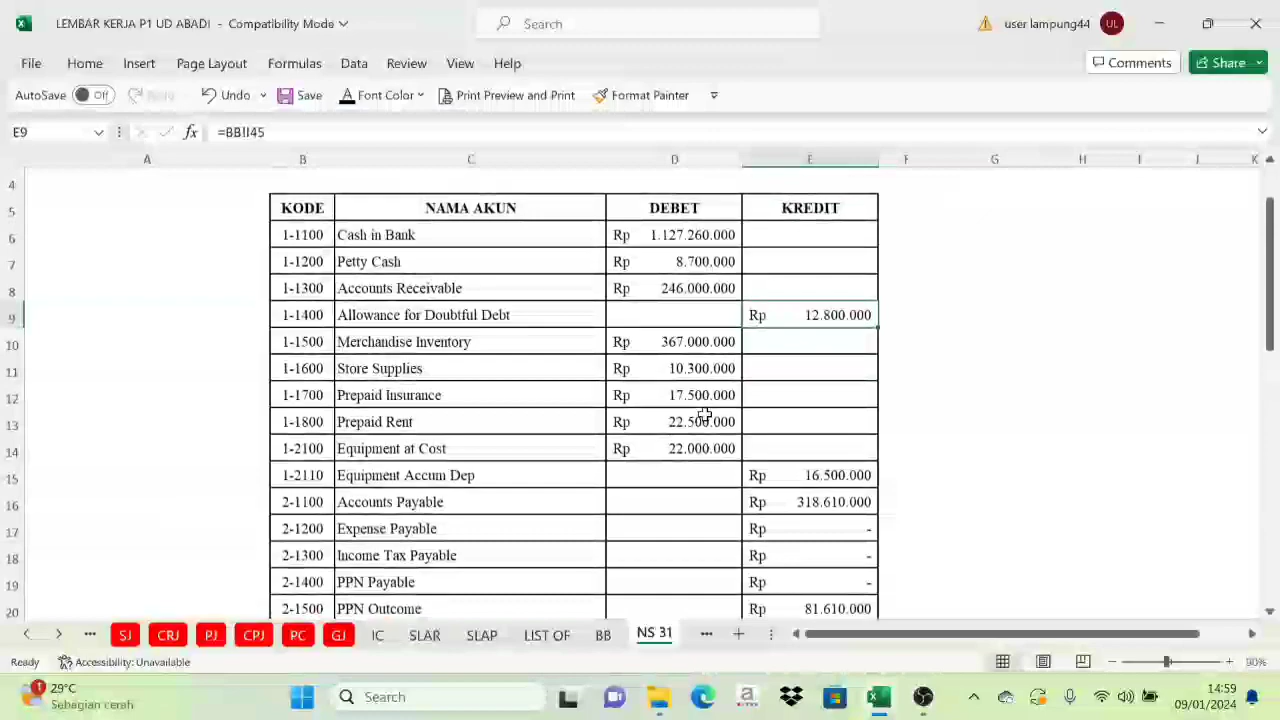 LEMBAR KERJA P1 UD ABADI - Compatibility Mode
Search
user lampung44 UL
File Home Insert Page Layout Formulas Data Review View Help
Comments Share
AutoSave Off Undo Save Font Color Print Preview and Print Format Painter
E9 fx =BB!I45
A B C D E F G H I J K
4
5 KODE NAMA AKUN DEBET KREDIT
6 1-1100 Cash in Bank Rp 1.127.260.000
7 1-1200 Petty Cash Rp 8.700.000
8 1-1300 Accounts Receivable Rp 246.000.000
9 1-1400 Allowance for Doubtful Debt Rp 12.800.000
10 1-1500 Merchandise Inventory Rp 367.000.000
11 1-1600 Store Supplies Rp 10.300.000
12 1-1700 Prepaid Insurance Rp 17.500.000
13 1-1800 Prepaid Rent Rp 22.500.000
14 1-2100 Equipment at Cost Rp 22.000.000
15 1-2110 Equipment Accum Dep Rp 16.500.000
16 2-1100 Accounts Payable Rp 318.610.000
17 2-1200 Expense Payable Rp -
18 2-1300 Income Tax Payable Rp -
19 2-1400 PPN Payable Rp -
20 2-1500 PPN Outcome Rp 81.610.000
SJ CRJ PJ CPJ PC GJ IC SLAR SLAP LIST OF BB NS 31
Ready Accessibility: Unavailable 90%
1 29°C
Sebagian cerah
Search
14:59
09/01/2024